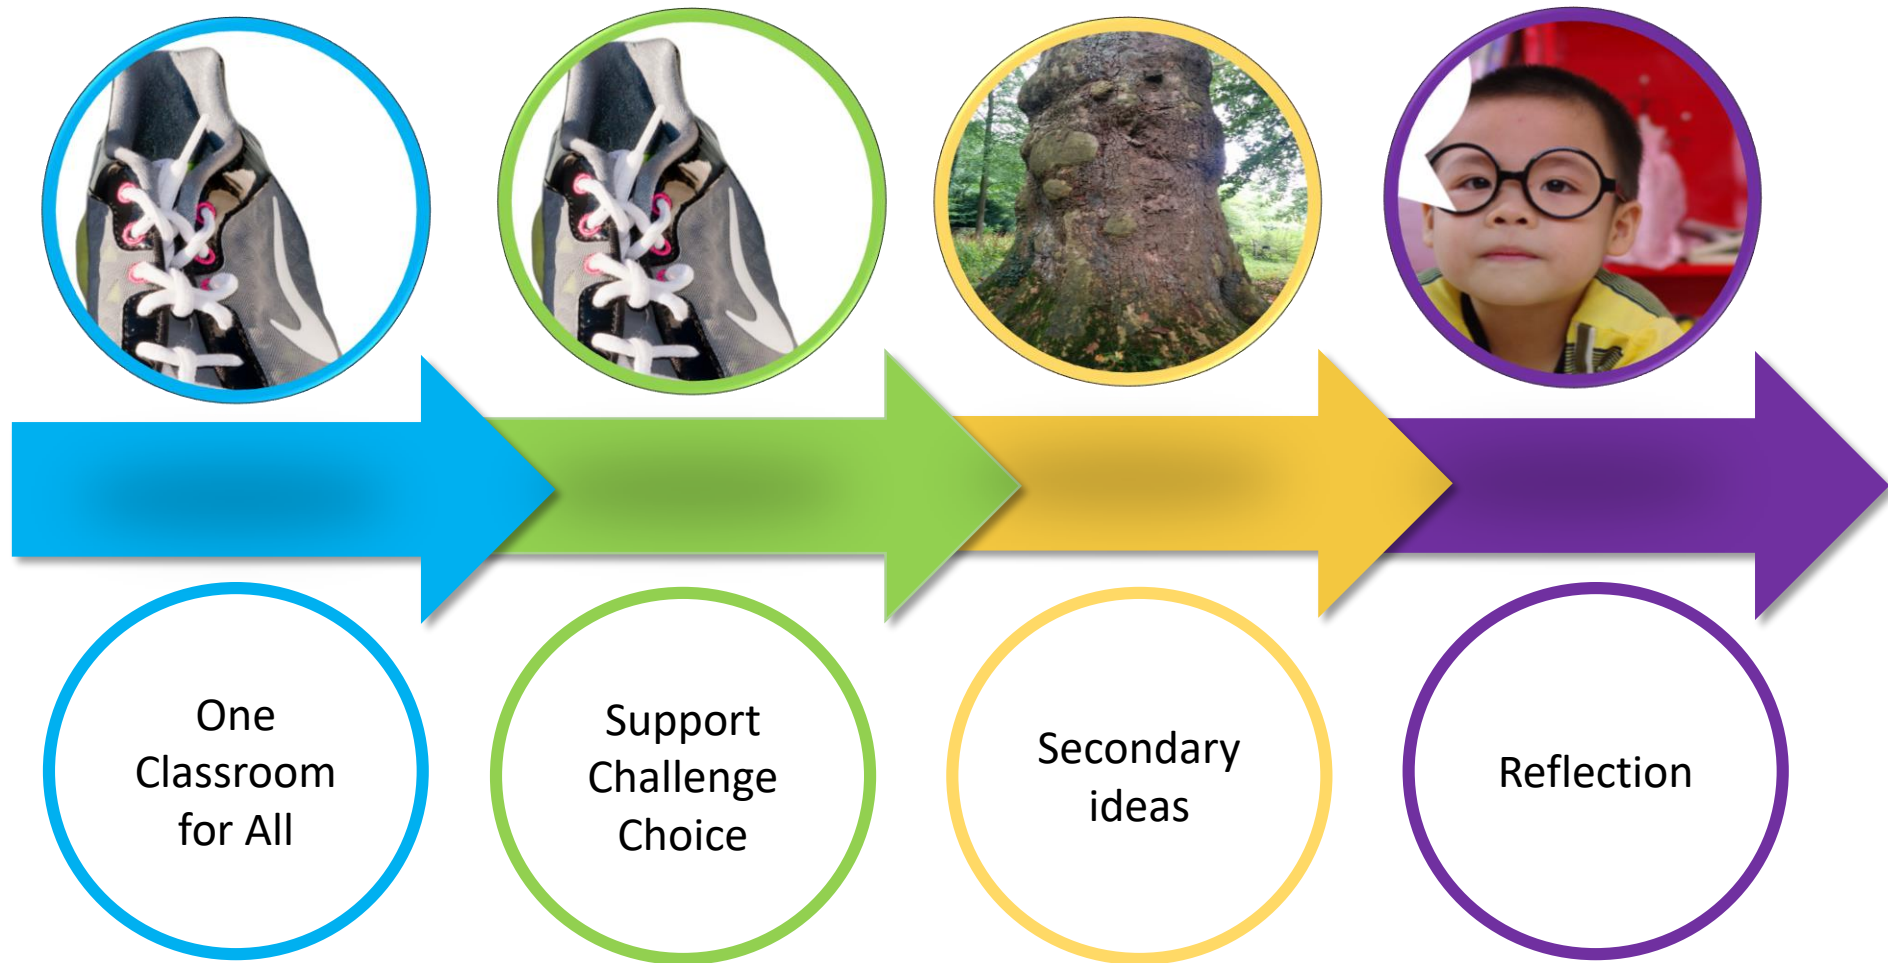 One
Classroom
for All
Support
Challenge
Choice
Secondary
ideas
Reflection